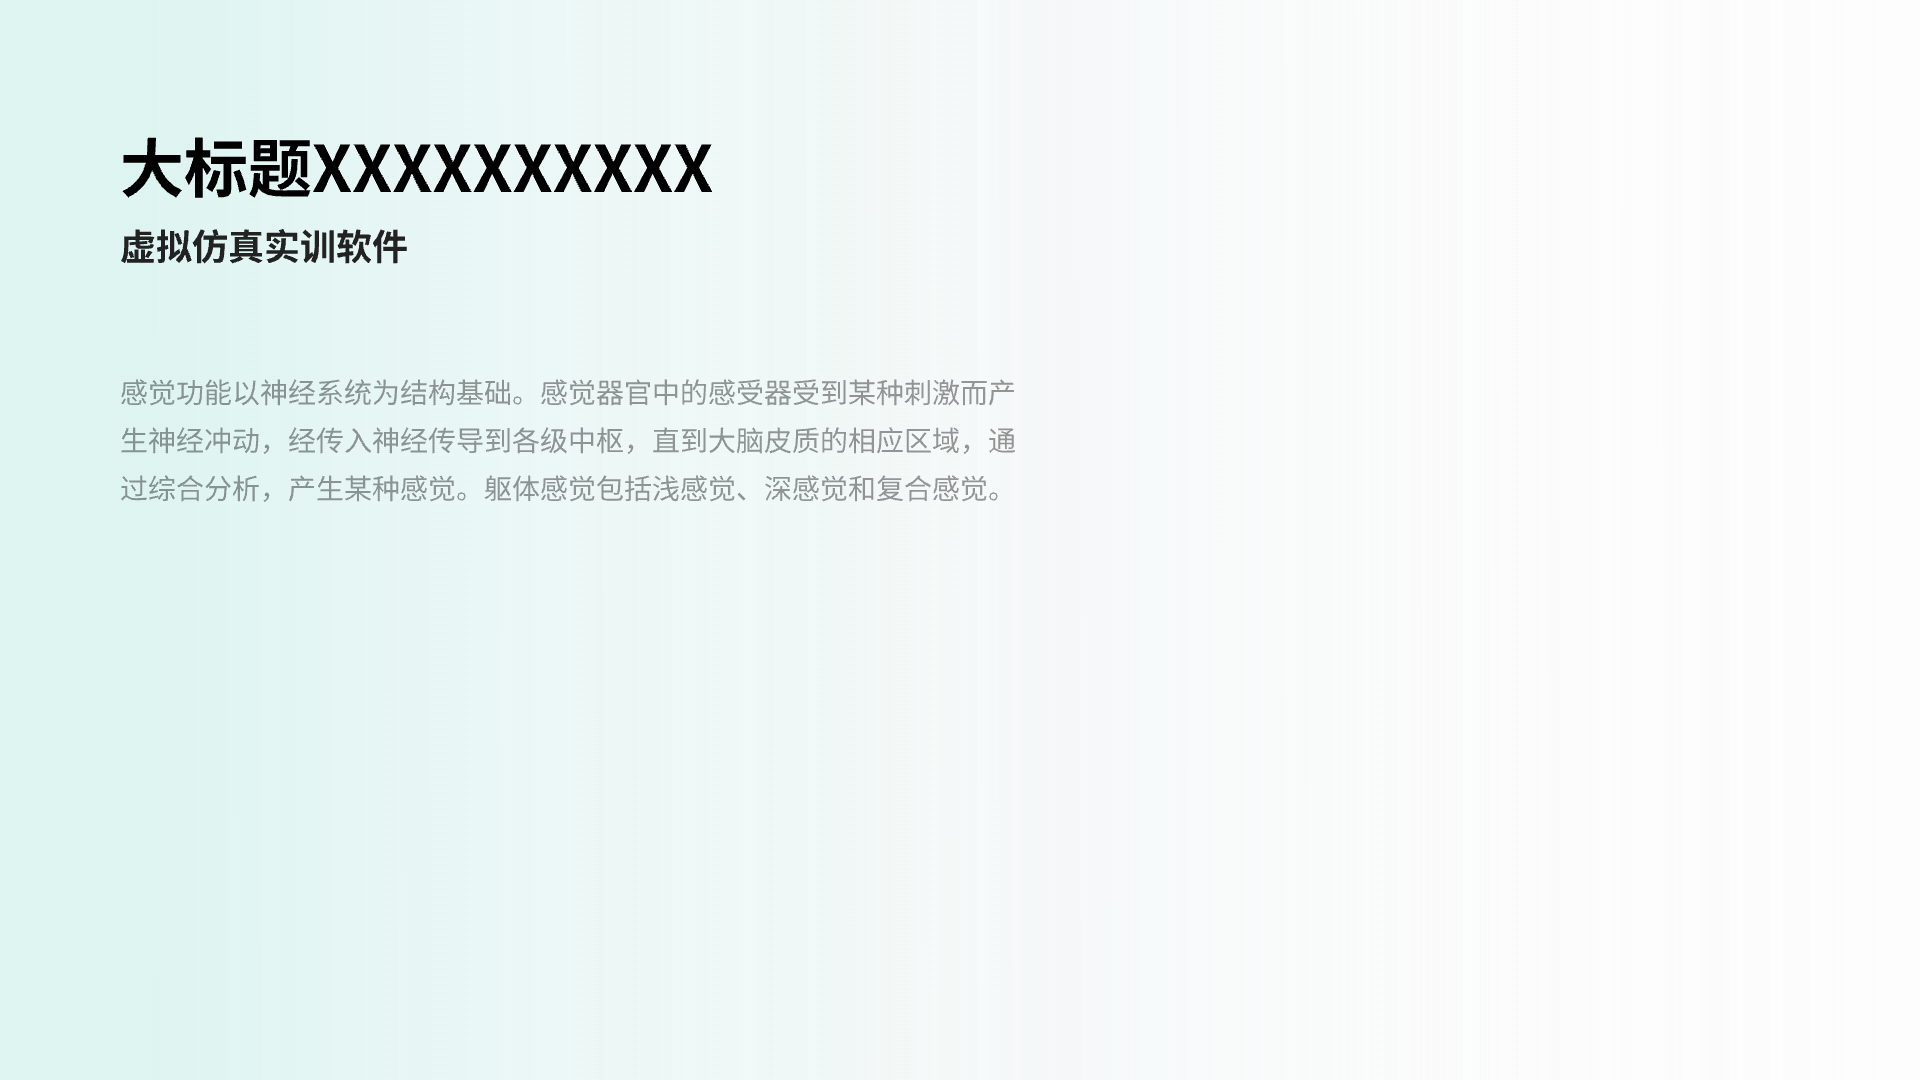 大标题XXXXXXXXXX
虚拟仿真实训软件
感觉功能以神经系统为结构基础。感觉器官中的感受器受到某种刺激而产
生神经冲动，经传入神经传导到各级中枢，直到大脑皮质的相应区域，通
过综合分析，产生某种感觉。躯体感觉包括浅感觉、深感觉和复合感觉。